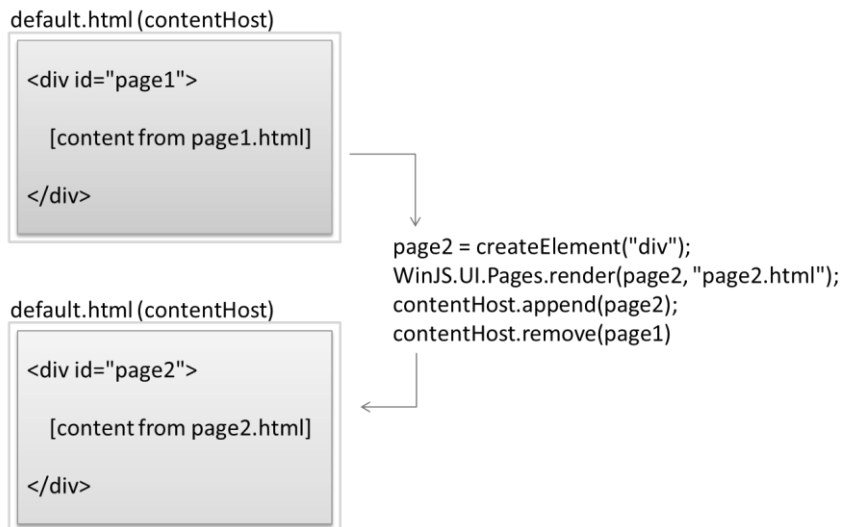 default.html (contentHost)
<div id="page1">
[content from page1.html]
</div>
page2 = createElement("div");
WinJS.UI.Pages.render(page2, "page2.html");
contentHost.append(page2);
contentHost.remove(page1)
default.html (contentHost)
<div id="page2">
[content from page2.html]
</div>